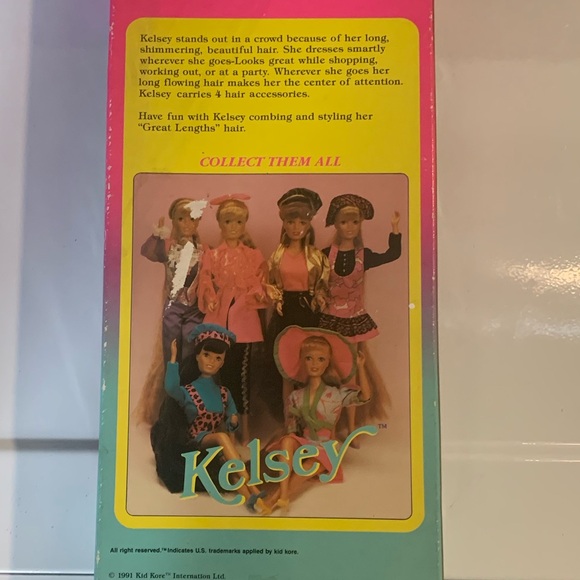 Kelsey stands out in a crowd because of her long,
shimmering, beautiful hair. She dresses smartly
wherever she goes-Looks great while shopping,
working out, or at a party. Wherever she goes her
long flowing hair makes her the center of attention.
Kelsey carries 4 hair accessories.
Have fun with Kelsey combing and styling her
"Great Lengths" hair.
COLLECT THEM ALL
Kelsey™
All right reserved.™Indicates U.S. trademarks applied by kid kore.
© 1991 Kid Kore™ Internation Ltd.